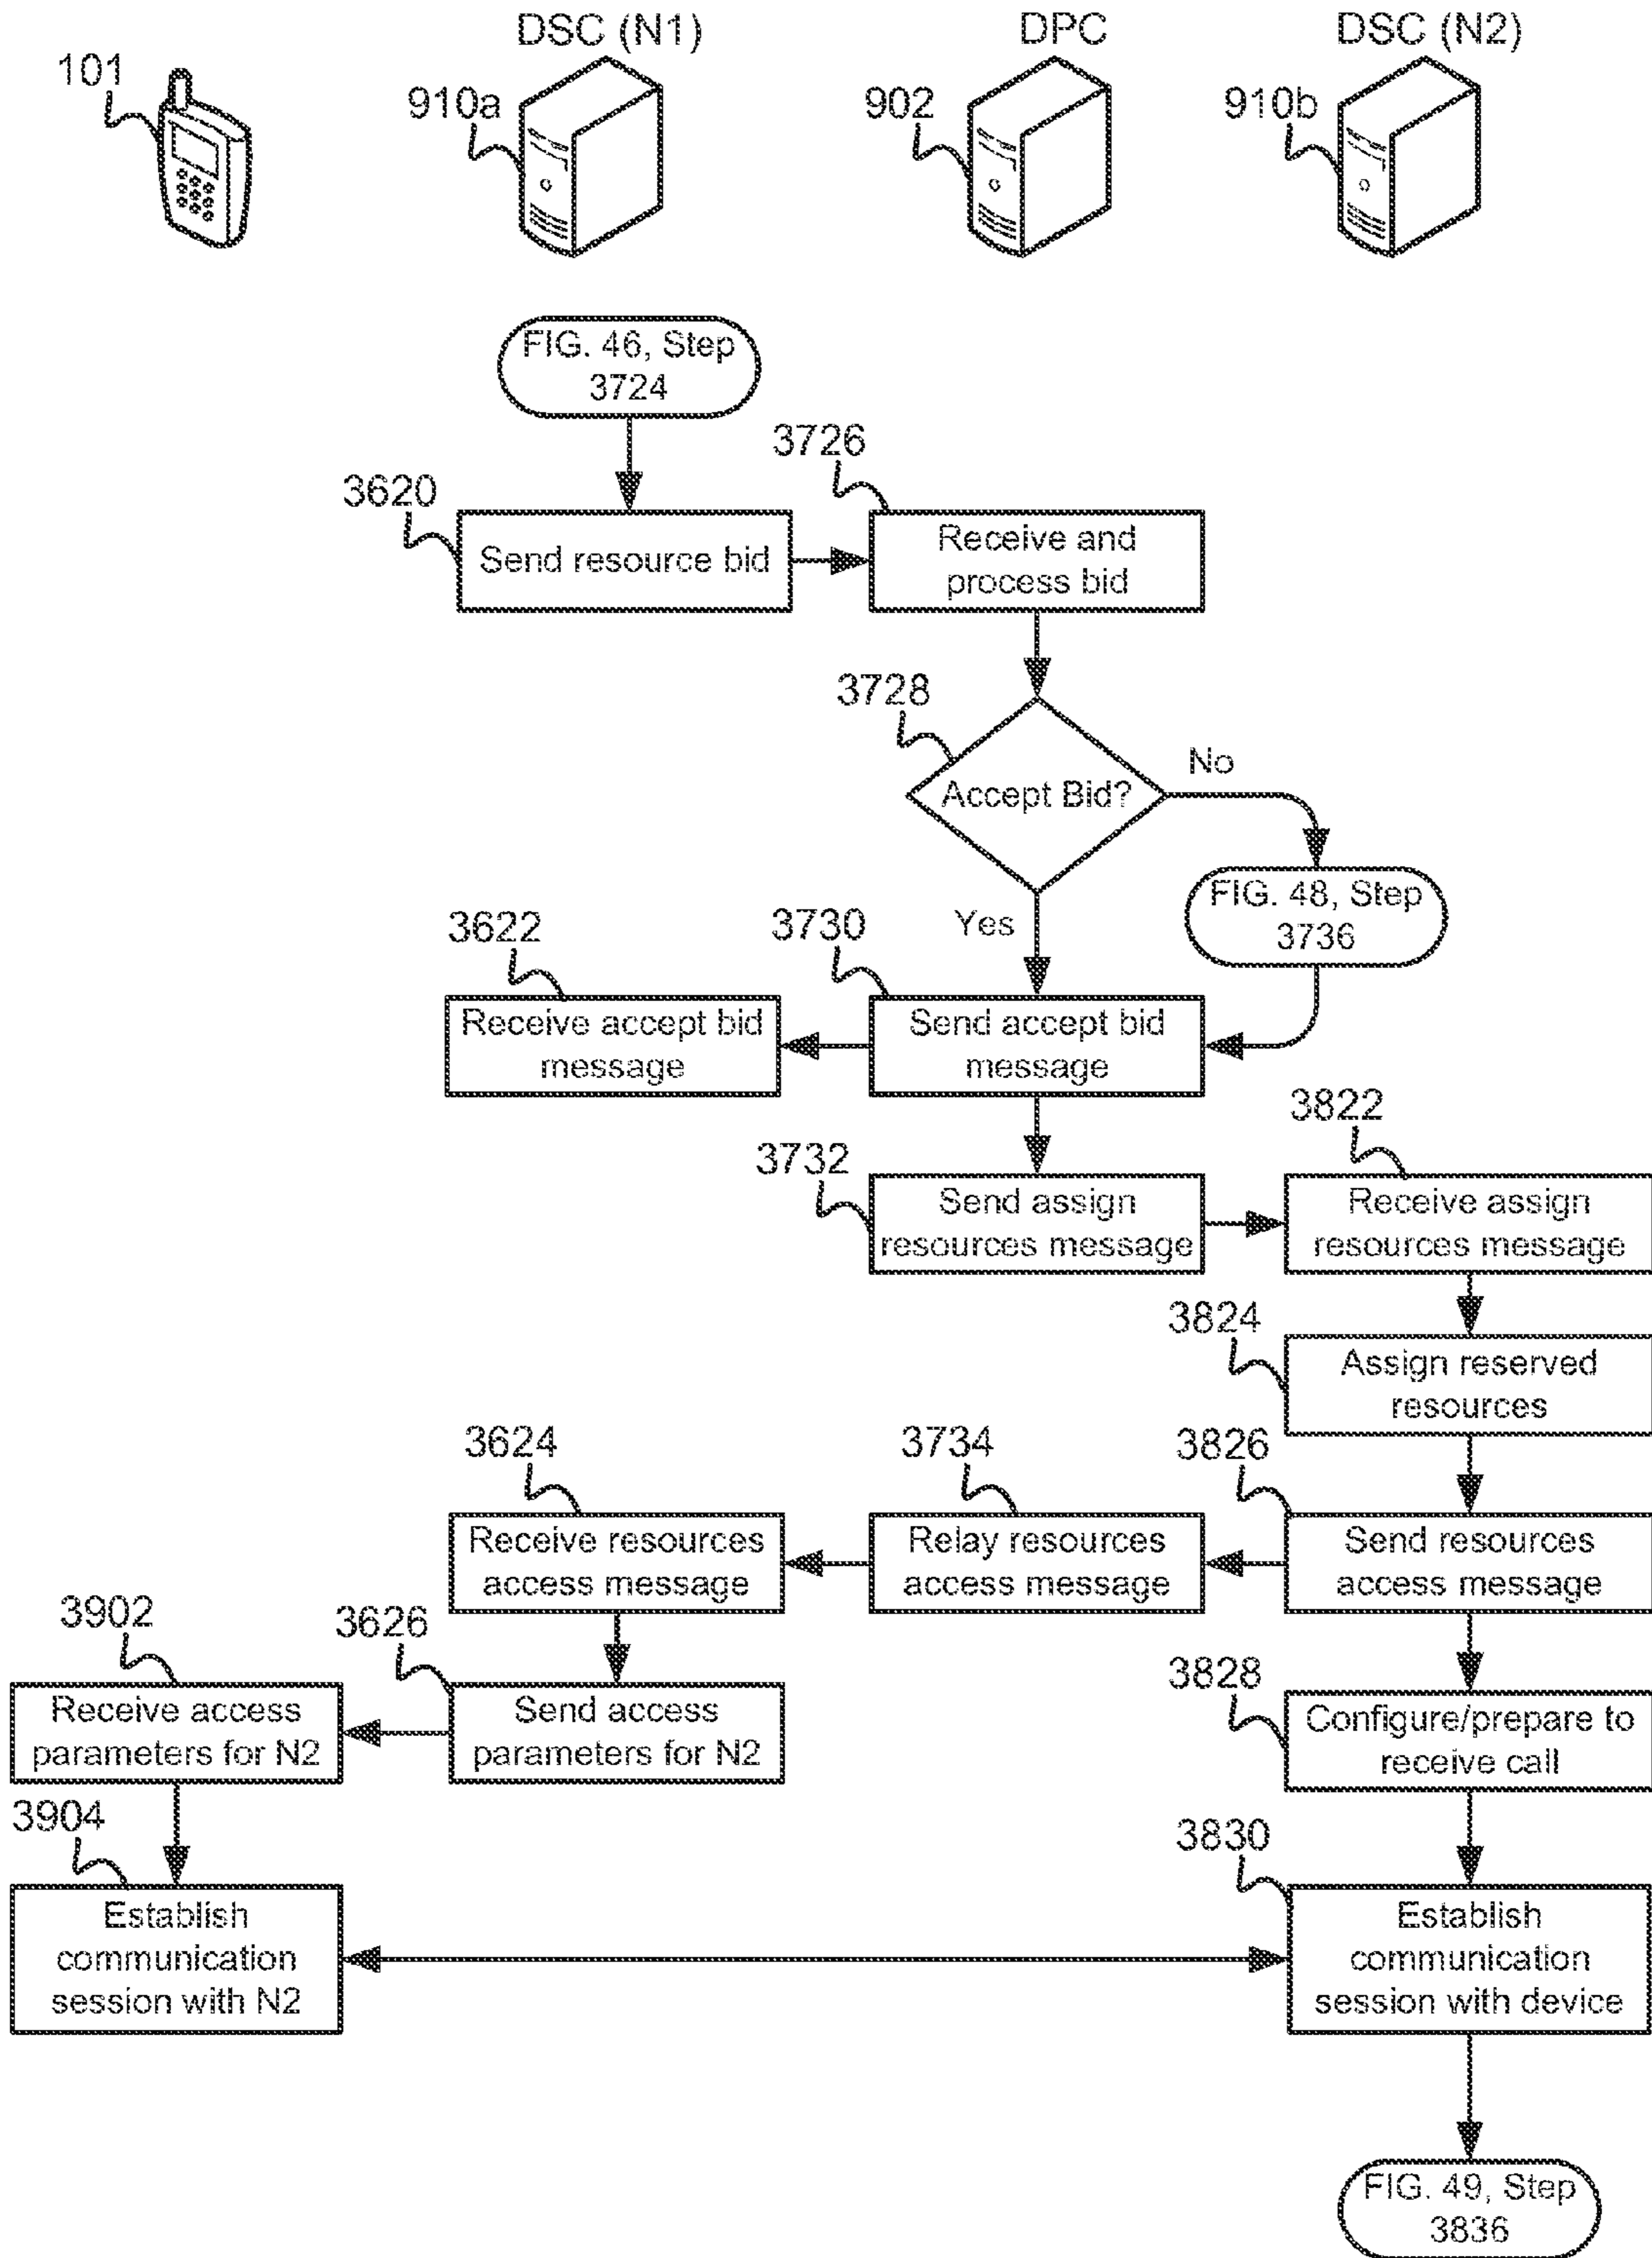 DSC (N1)
DPC
DSC (N2)
101
910a
902
910b
FIG. 46, Step
3724
3726
3620
Send resource bid
Receive and
process bid
3728
No
Accept Bid?
FIG. 48, Step
3736
Yes
3622
3730
Receive accept bid
message
Send accept bid
message
3822
3732
Send assign
resources message
Receive assign
resources message
3824
Assign reserved
resources
3624
3734
3826
Receive resources
access message
Relay resources
access message
Send resources
access message
3902
3626
3828
Receive access
parameters for N2
Send access
parameters for N2
Configure/prepare to
receive call
3904
3830
Establish
communication
session with N2
Establish
communication
session with device
FIG. 49, Step
3836